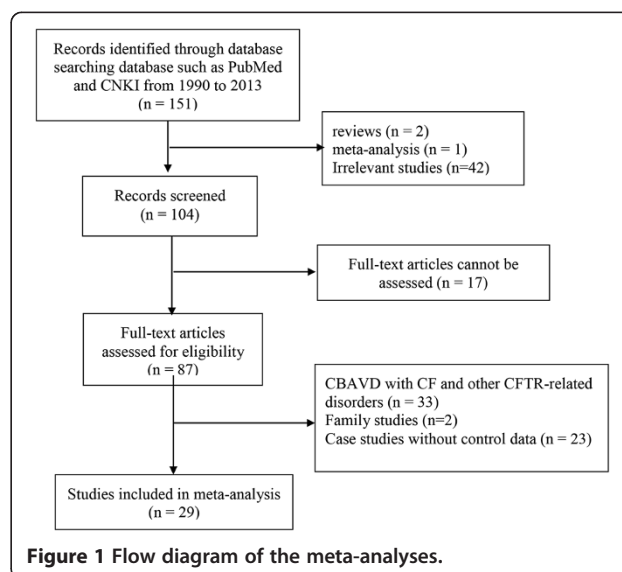 Records identified through database
searching database such as PubMed
and CNKI from 1990 to 2013
(n = 151)
reviews (n = 2)
meta-analysis (n = 1)
Irrelevant studies (n=42)
Records screened
(n = 104)
Full-text articles cannot be
assessed (n = 17)
Full-text articles
assessed for eligibility
(n = 87)
CBAVD with CF and other CFTR-related
disorders (n = 33)
Family studies (n=2)
Case studies without control data (n = 23)
Studies included in meta-analysis
(n = 29)
Figure 1 Flow diagram of the meta-analyses.